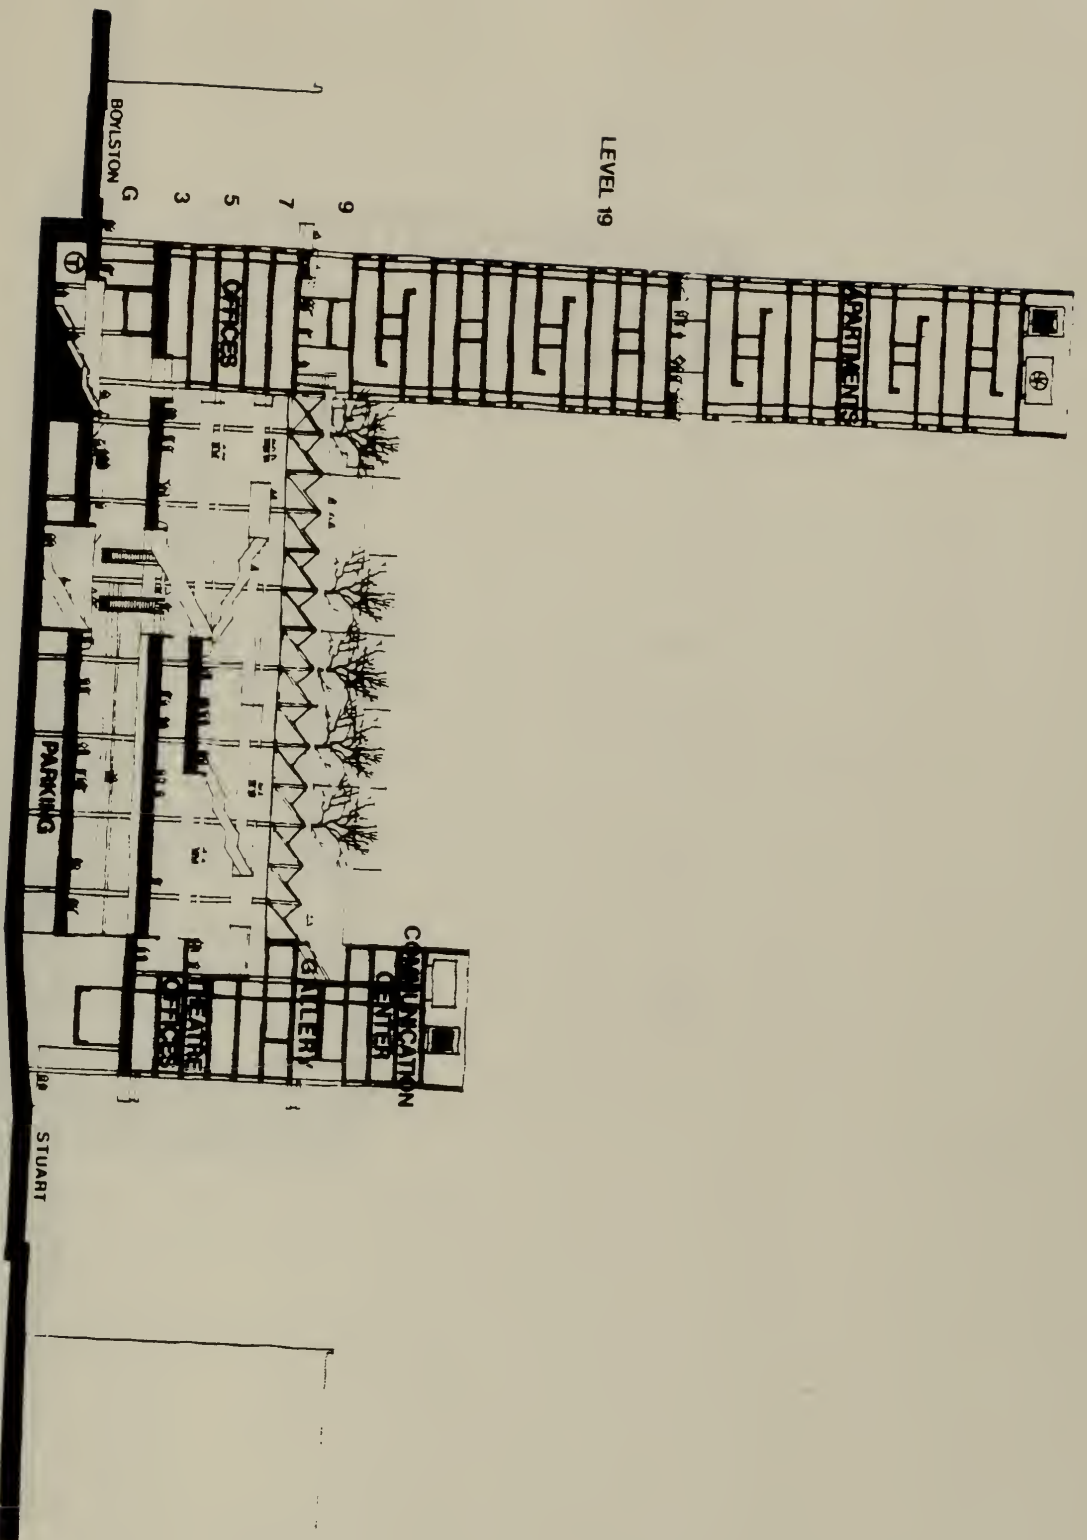 LEVEL 19
9
7
5
3
G
BOYLSTON
APARTMENTS
OFFICES
T
PARKING
COMMUNICATION
CENTER
GALLERY
THEATRE
OFFICES
STUART